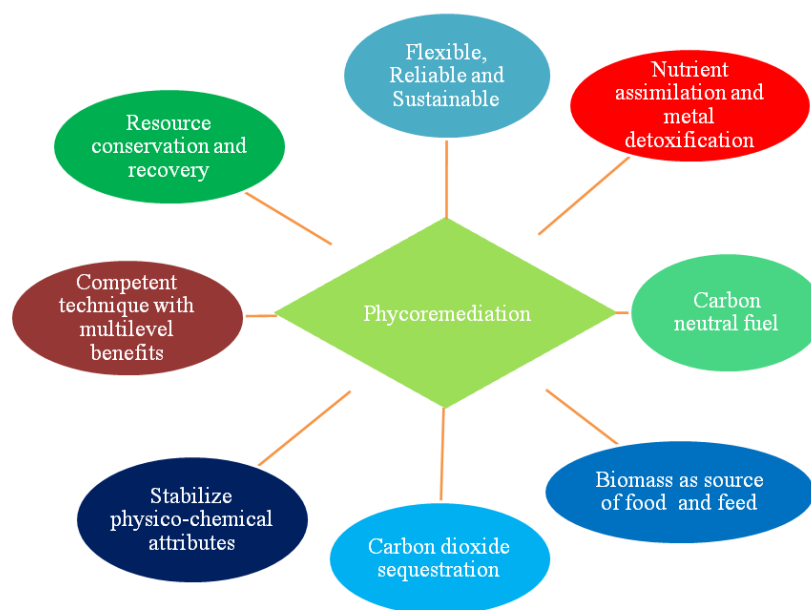 Flexible,
Reliable and
Sustainable
Nutrient
assimilation and
metal
detoxification
Resource
conservation and
recovery
Competent
technique with
multilevel
benefits
Phycoremediation
Carbon
neutral fuel
Stabilize
physico-chemical
attributes
Carbon dioxide
sequestration
Biomass as source
of food and feed